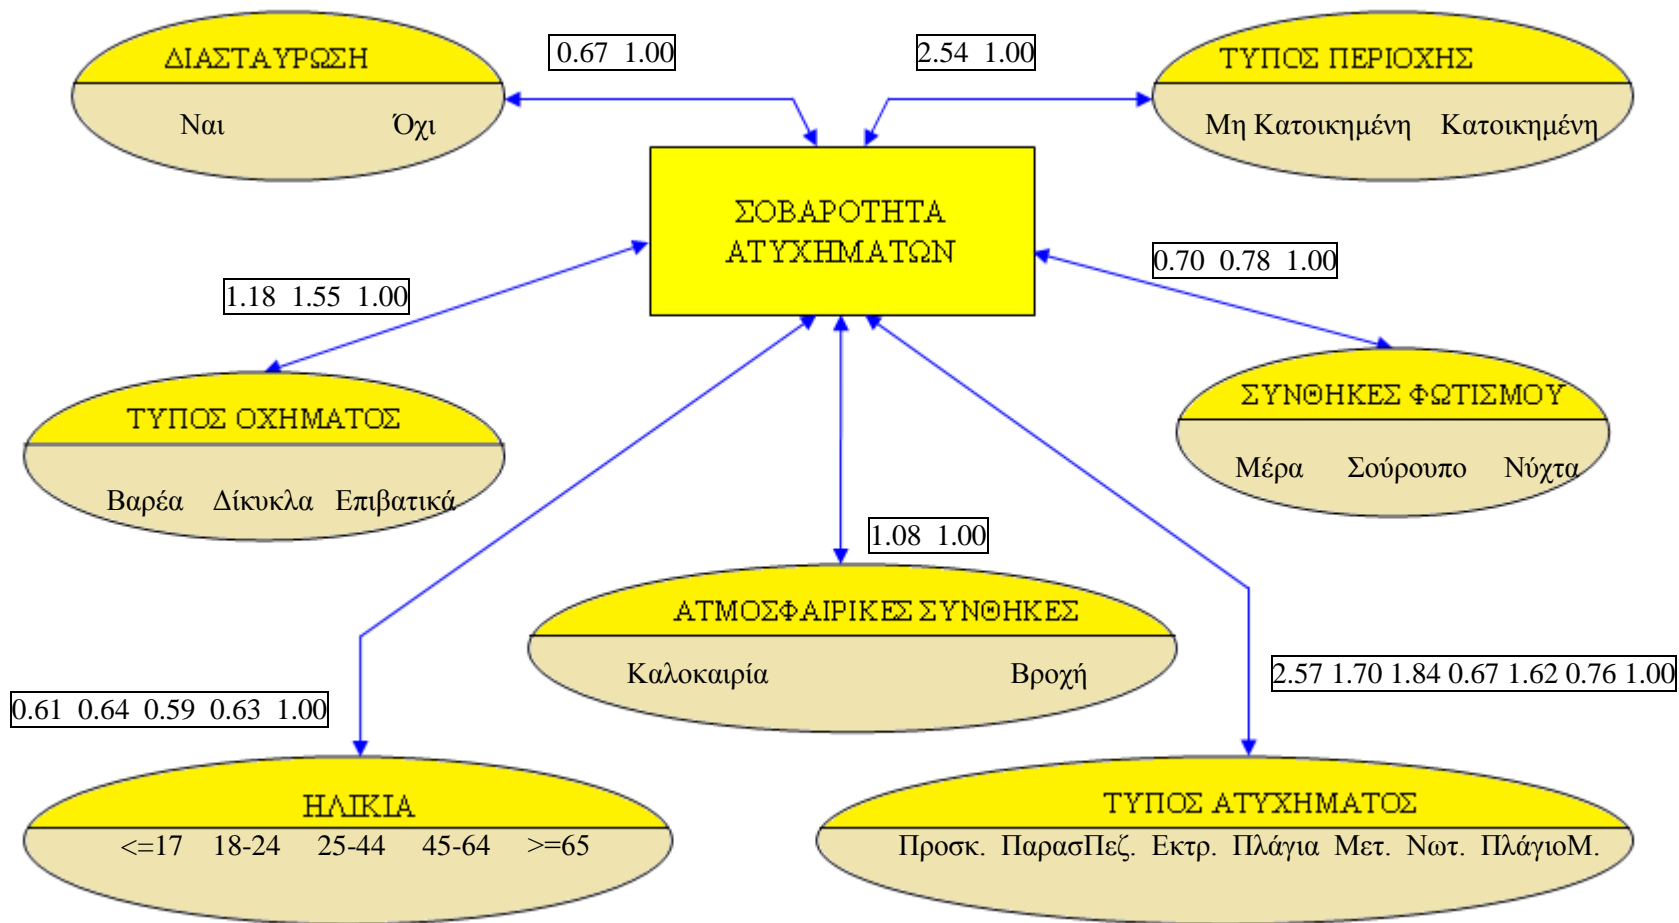 ΔΙΑΣΤΑΥΡΩΣΗ
Ναι Όχι
0.67 1.00
2.54 1.00
ΤΥΠΟΣ ΠΕΡΙΟΧΗΣ
Μη Κατοικημένη Κατοικημένη
ΣΟΒΑΡΟΤΗΤΑ
ΑΤΥΧΗΜΑΤΩΝ
1.18 1.55 1.00
0.70 0.78 1.00
ΤΥΠΟΣ ΟΧΗΜΑΤΟΣ
Βαρέα Δίκυκλα Επιβατικά
ΣΥΝΘΗΚΕΣ ΦΩΤΙΣΜΟΥ
Μέρα Σούρουπο Νύχτα
1.08 1.00
ΑΤΜΟΣΦΑΙΡΙΚΕΣ ΣΥΝΘΗΚΕΣ
Καλοκαιρία Βροχή
0.61 0.64 0.59 0.63 1.00
2.57 1.70 1.84 0.67 1.62 0.76 1.00
ΗΛΙΚΙΑ
<=17 18-24 25-44 45-64 >=65
ΤΥΠΟΣ ΑΤΥΧΗΜΑΤΟΣ
Προσκ. ΠαρασΠεζ. Εκτρ. Πλάγια Μετ. Νωτ. ΠλάγιοΜ.